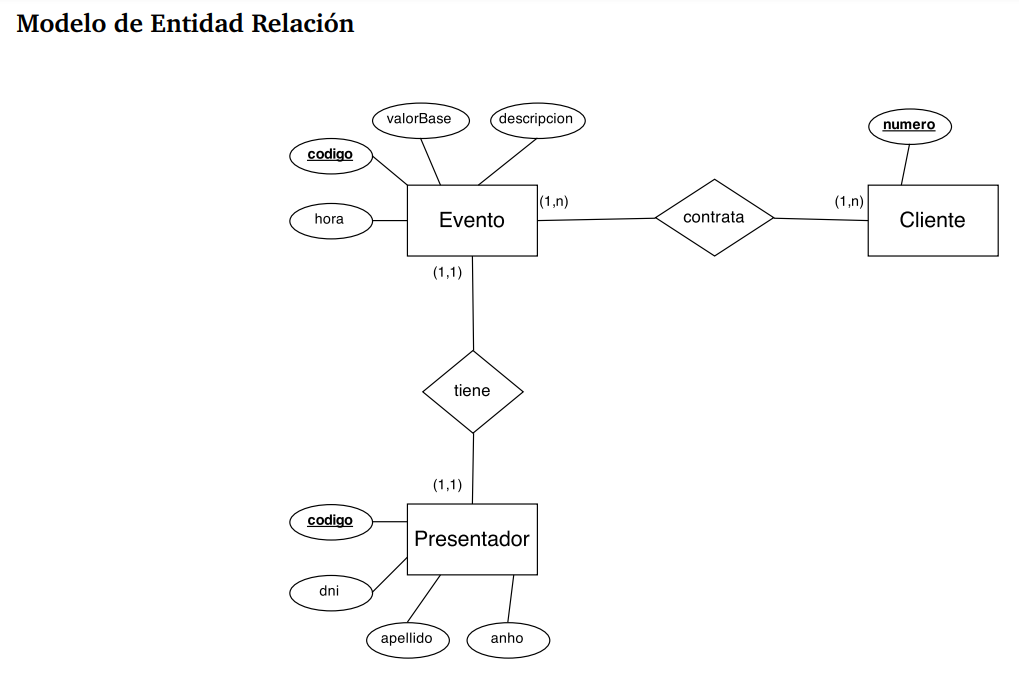 Modelo de Entidad Relación
valorBase
descripcion
codigo
hora
Evento
(1,n)
contrata
(1,n)
numero
Cliente
(1,1)
tiene
(1,1)
codigo
Presentador
dni
apellido
anho